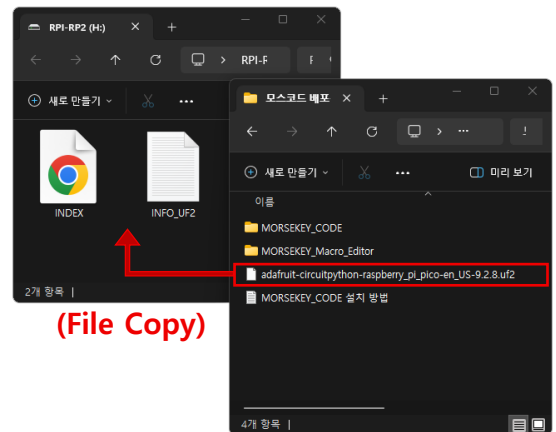 RPI-RP2 (H:)
RPI-F
새로 만들기
INDEX
INFO_UF2
2개 항목
(File Copy)
모스코드 배포
새로 만들기
미리 보기
이름
MORSEKEY_CODE
MORSEKEY_Macro_Editor
adafruit-circuitpython-raspberry_pi_pico-en_US-9.2.8.uf2
MORSEKEY_CODE 설치 방법
4개 항목